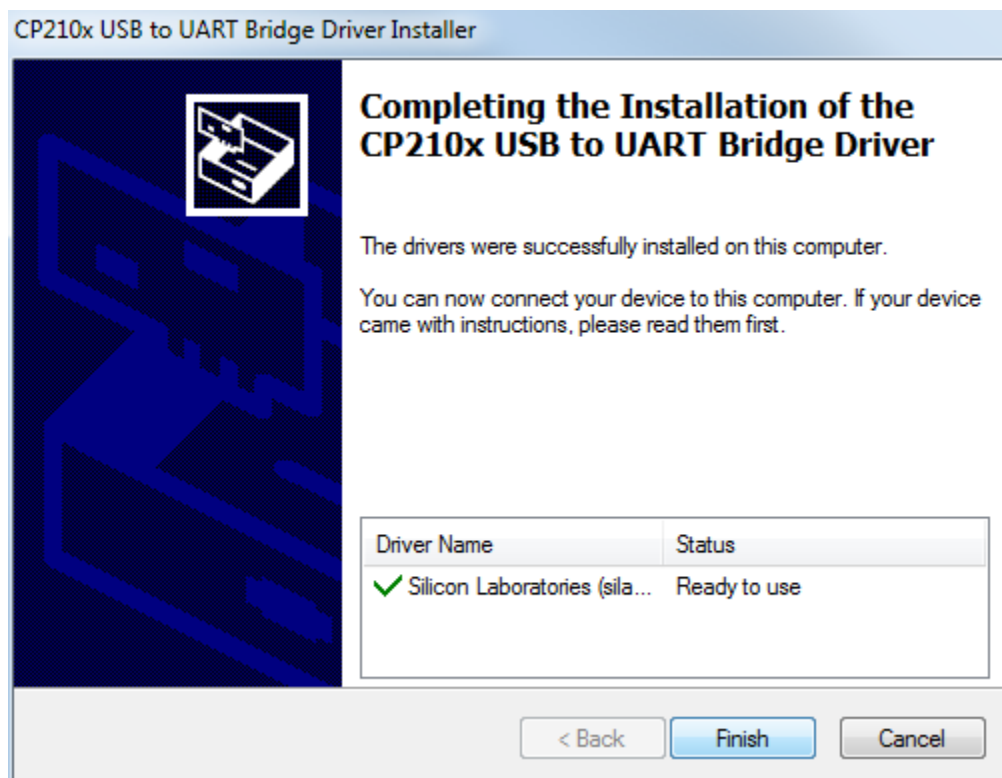 CP210x USB to UART Bridge Driver Installer
Completing the Installation of the
CP210x USB to UART Bridge Driver
The drivers were successfully installed on this computer.
You can now connect your device to this computer. If your device
came with instructions, please read them first.
Driver Name Status
Silicon Laboratories (sila... Ready to use
< Back Finish Cancel